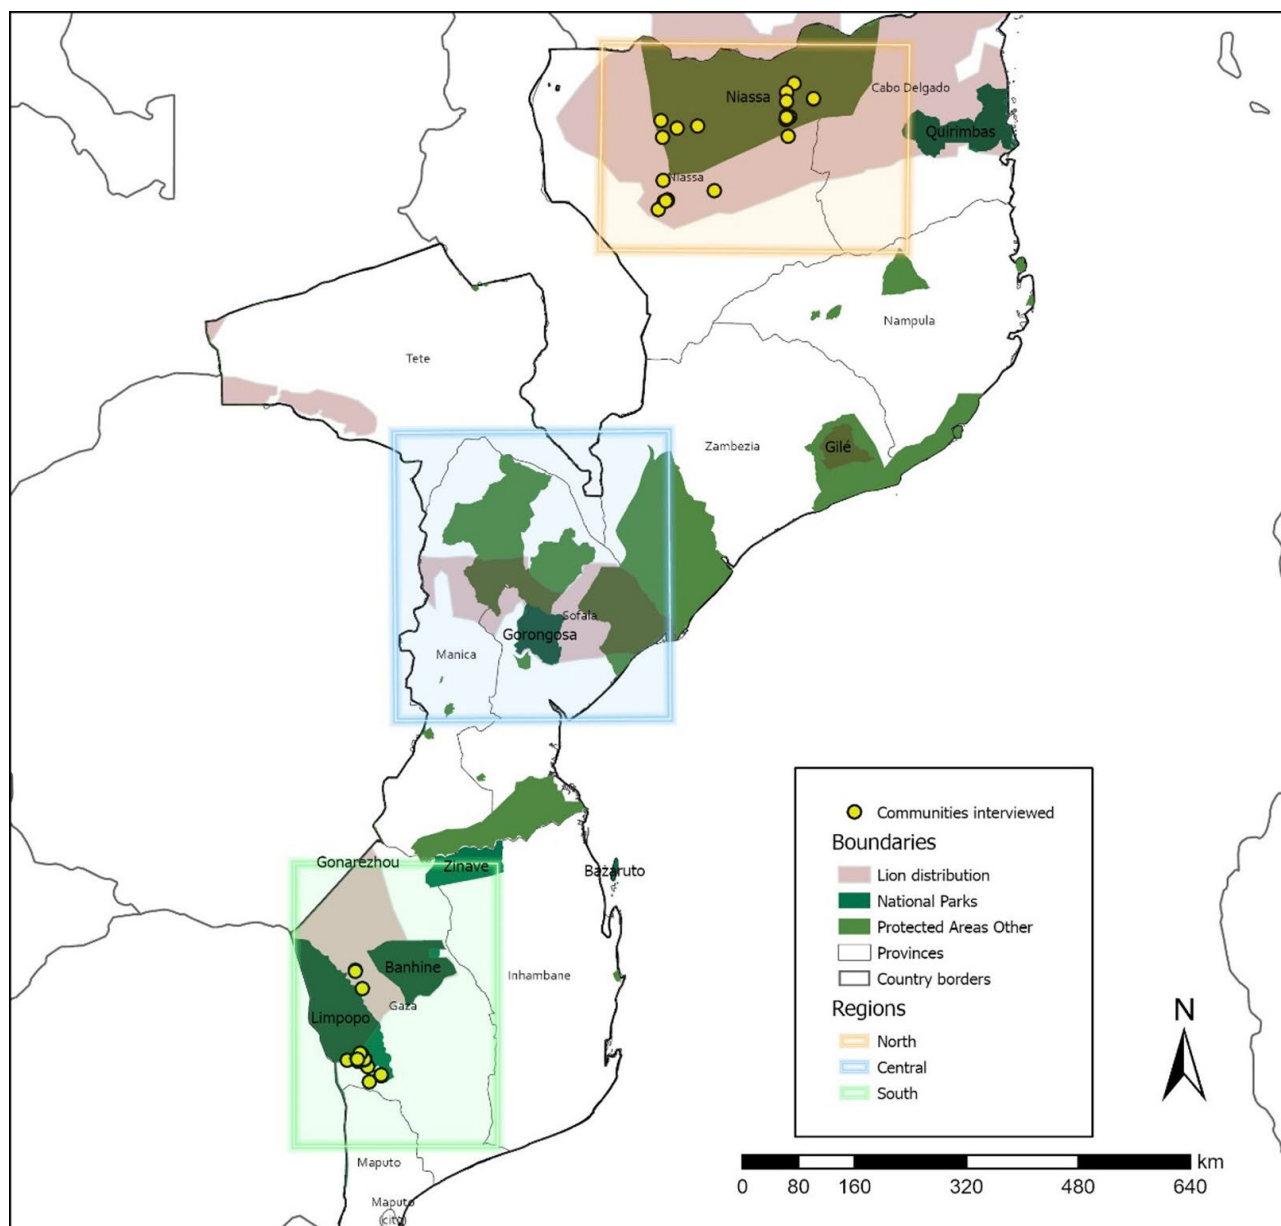 Niassa
Cabo Delgado
Quirimbas
Niassa
Nampula
Tete
Zambezia
Gilé
Sofala
Gorongosa
Manica
Gonarezhou
Zinave
Bazaruto
Banhine
Inhambane
Gaza
Limpopo
Maputo
Maputo
(city)
Communities interviewed
Boundaries
Lion distribution
National Parks
Protected Areas Other
Provinces
Country borders
Regions
North
Central
South
N
km
0 80 160 320 480 640